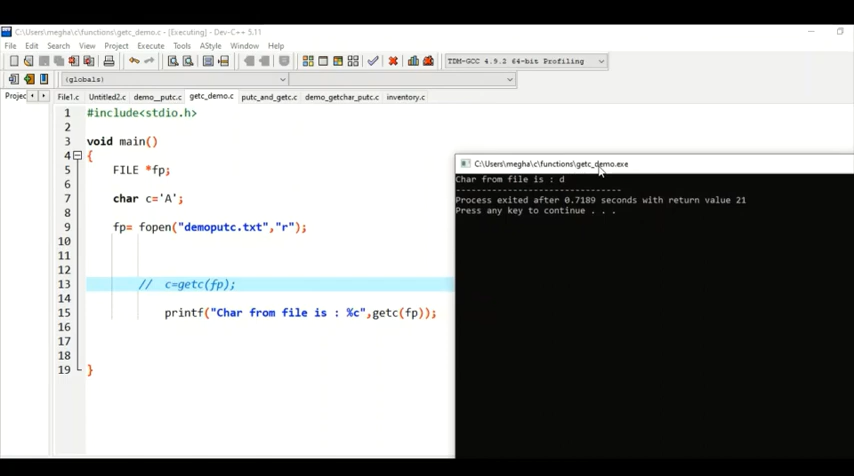 C:\Users\megha\c\functions\getc_demo.c - [Executing] - Dev-C++ 5.11
File Edit Search View Project Execute Tools AStyle Window Help
TDM-GCC 4.9.2 64-bit Profiling
(globals)
Projec File1.c Untitled2.c demo__putc.c getc_demo.c putc_and_getc.c demo_getchar_putc.c inventory.c
1 #include<stdio.h>
2
3 void main()
4 {
5 FILE *fp;
6
7 char c='A';
8
9 fp= fopen("demoputc.txt","r");
10
11
12
13 // c=getc(fp);
14
15 printf("Char from file is : %c",getc(fp));
16
17
18
19 }
C:\Users\megha\c\functions\getc_demo.exe
Char from file is : d
--------------------------------
Process exited after 0.7189 seconds with return value 21
Press any key to continue . . .